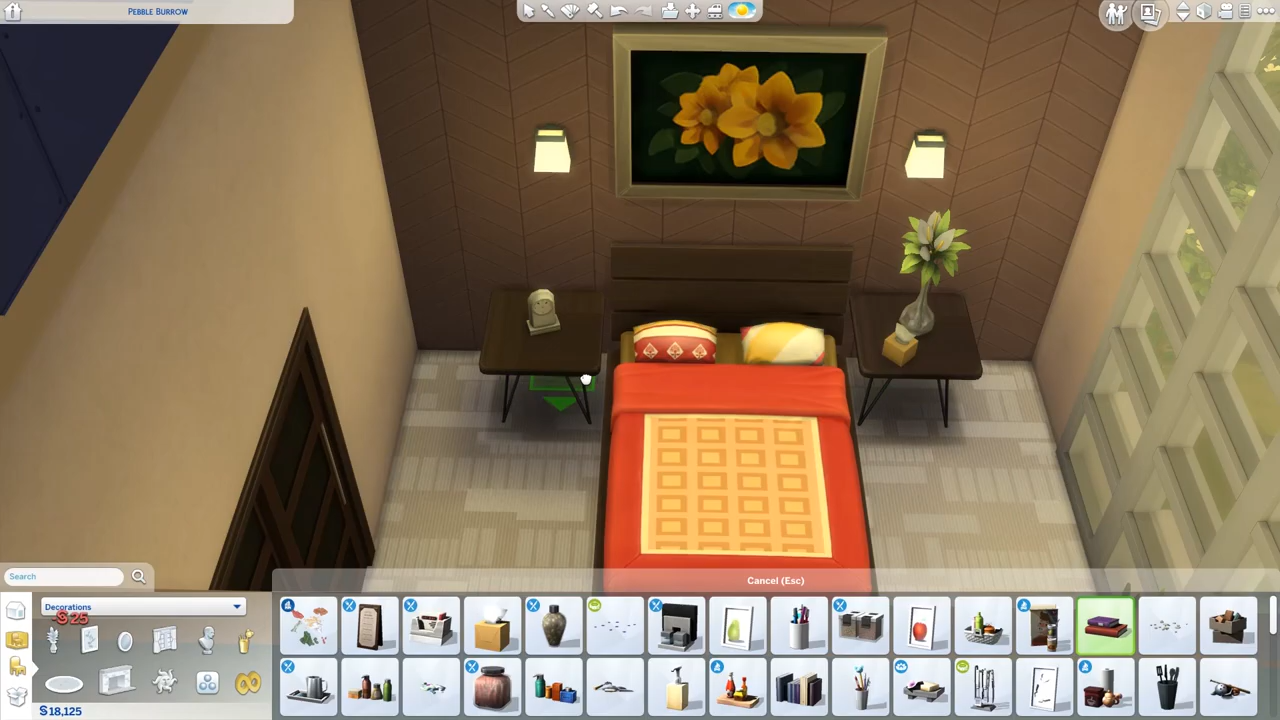 PEBBLE BURROW
Cancel (Esc)
Search
Decorations
-§25
§18,125